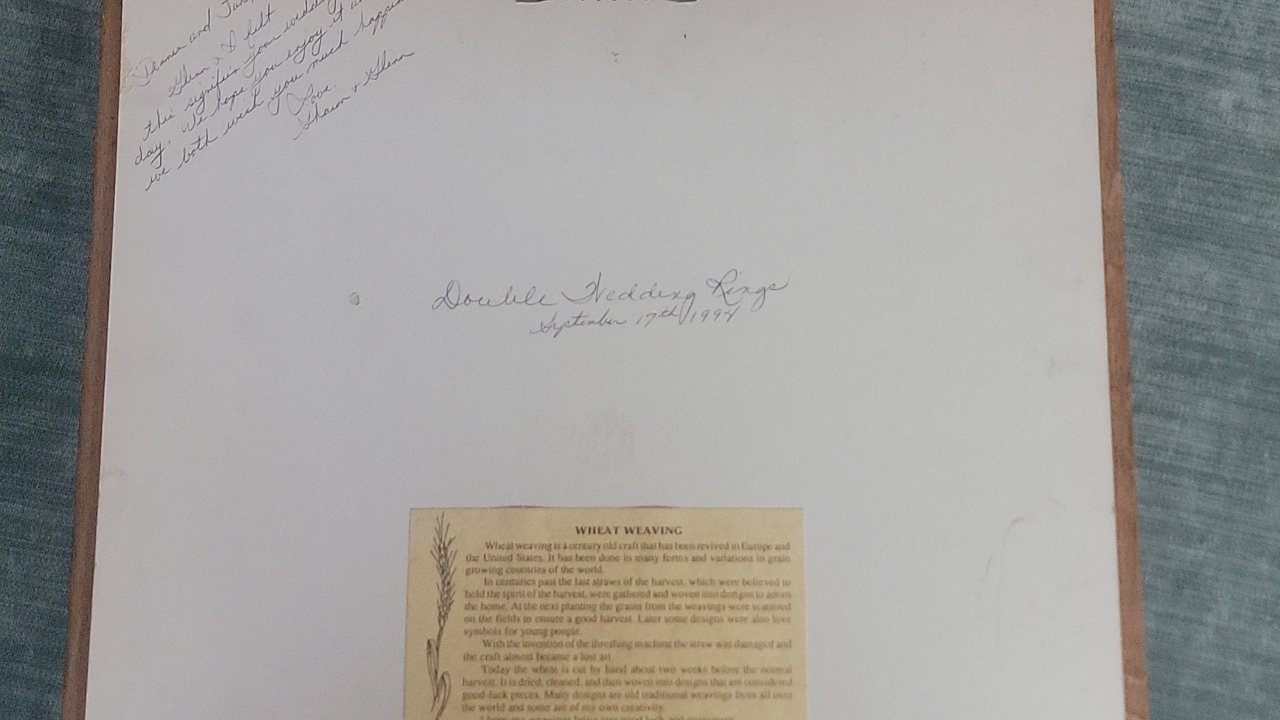 Glenn & I felt
this signifies your wedding
day. We hope you enjoy it and
we both wish you much happiness
Love,
Sharon & Glenn
Double Wedding Rings
September 17th 1994
WHEAT WEAVING
Wheat weaving is a century old craft that has been revived in Europe and
the United States. It has been done in many forms and variations in grain
growing countries of the world.
In centuries past the last straws of the harvest, which were believed to
hold the spirit of the harvest, were gathered and woven into designs to adorn
the home. At the next planting the grains from the weavings were scattered
on the fields to ensure a good harvest. Later some designs were also love
symbols for young people.
With the invention of the threshing machine the straw was damaged and
the craft almost became a lost art.
Today the wheat is cut by hand about two weeks before the normal
harvest. It is dried, cleaned, and then woven into designs that are considered
good-luck pieces. Many designs are old traditional weavings from all over
the world and some are of my own creativity.